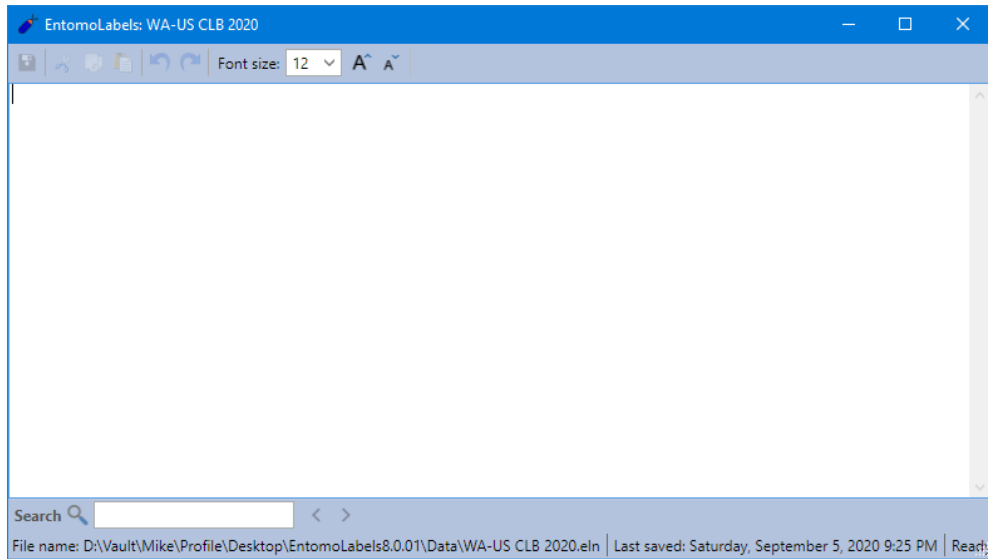 EntomoLabels: WA-US CLB 2020
Font size: 12 A A
Search
File name: D:\Vault\Mike\Profile\Desktop\EntomoLabels8.0.01\Data\WA-US CLB 2020.eln Last saved: Saturday, September 5, 2020 9:25 PM Ready